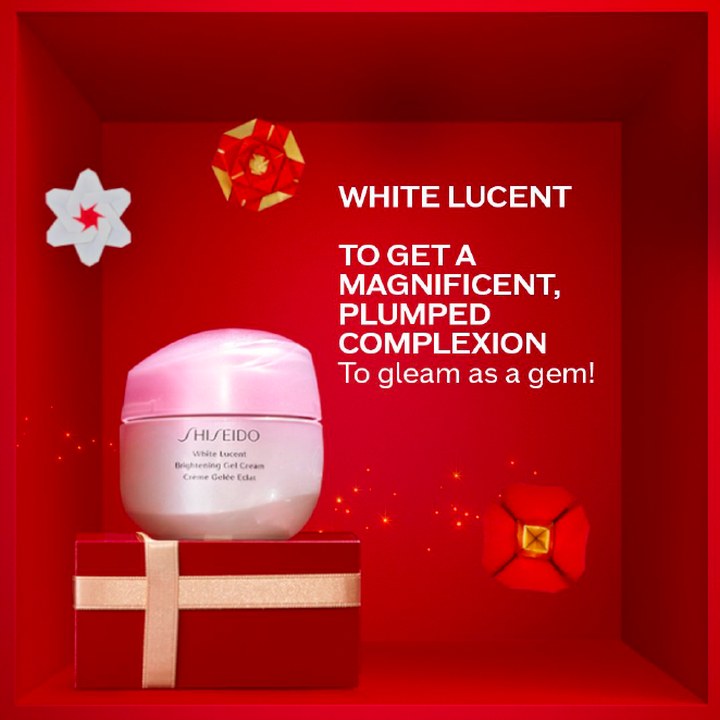 WHITE LUCENT
TO GET A
MAGNIFICENT,
PLUMPED
COMPLEXION
To gleam as a gem!
SHISEIDO
White Lucent
Brightening Gel Cream
Crème Gelée Eclat